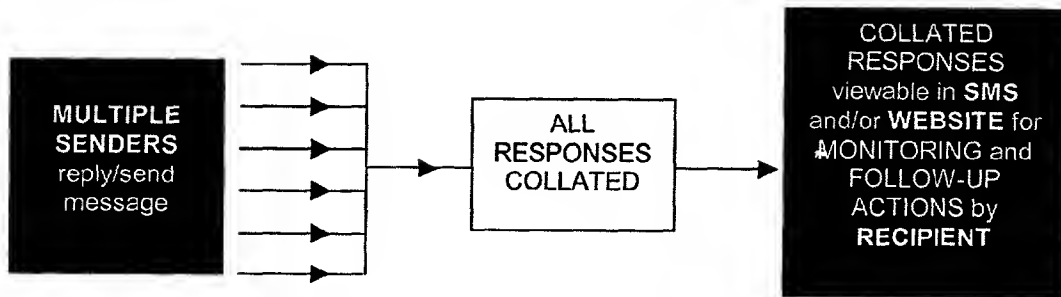 MULTIPLE
SENDERS
reply/send
message
ALL
RESPONSES
COLLATED
COLLATED
RESPONSES
viewable in SMS
and/or WEBSITE for
MONITORING and
FOLLOW-UP
ACTIONS by
RECIPIENT